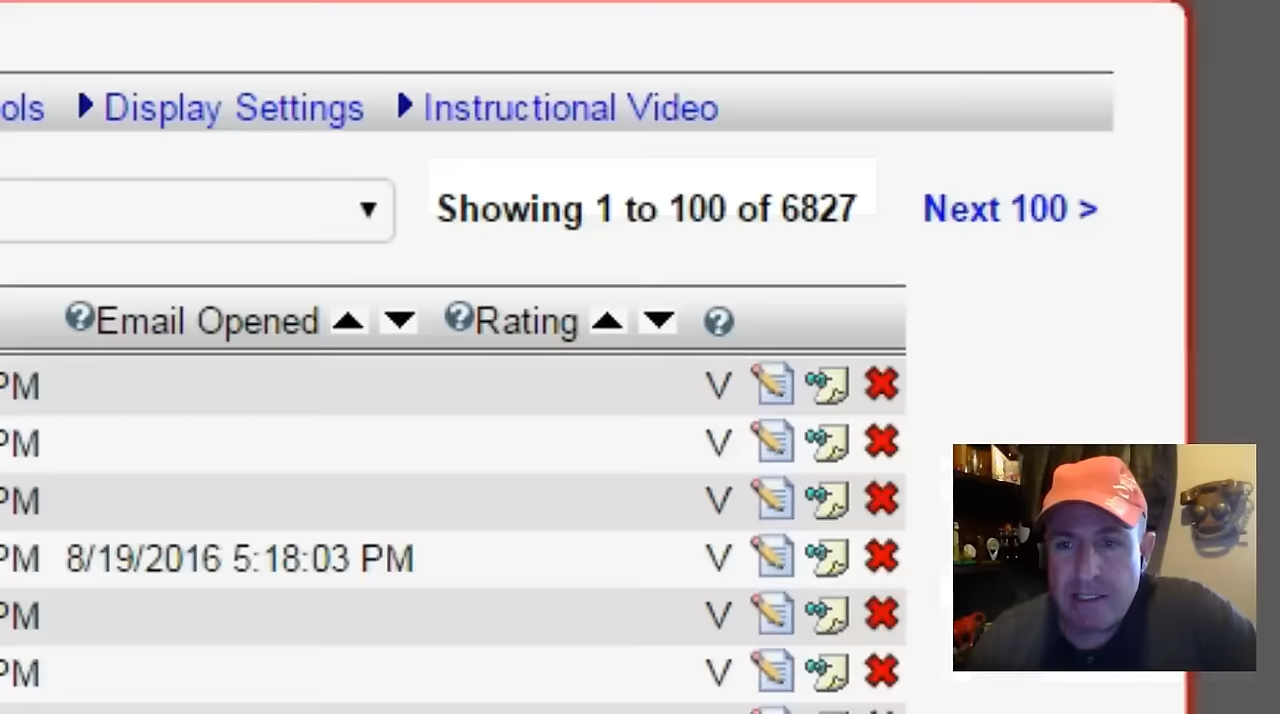 ols Display Settings Instructional Video
Showing 1 to 100 of 6827 Next 100 >
Email Opened Rating
PM V
PM V
PM V
PM 8/19/2016 5:18:03 PM V
PM V
PM V